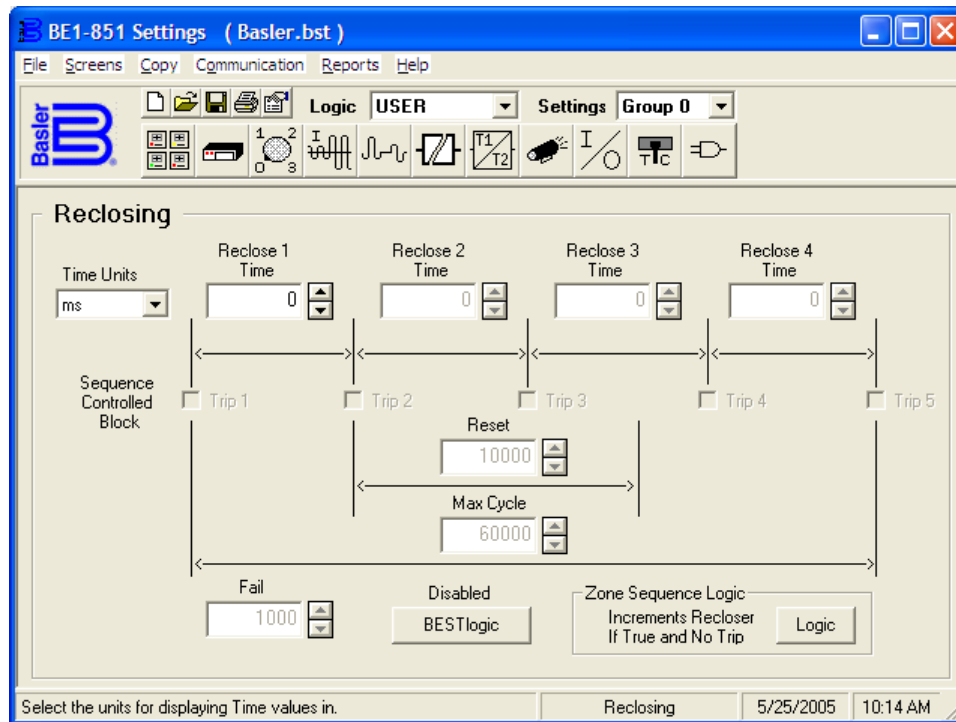 BE1-851 Settings ( Basler.bst )
File Screens Copy Communication Reports Help
Basler
Logic USER Settings Group 0
1 2 0 3
I
T1 T2
I O
T C
Reclosing
Time Units
ms
Reclose 1 Time
0
Reclose 2 Time
0
Reclose 3 Time
0
Reclose 4 Time
0
Sequence
Controlled
Block
Trip 1 Trip 2 Trip 3 Trip 4 Trip 5
Reset
10000
Max Cycle
60000
Fail
1000
Disabled
BESTlogic
Zone Sequence Logic
Increments Recloser
If True and No Trip
Logic
Select the units for displaying Time values in. Reclosing 5/25/2005 10:14 AM